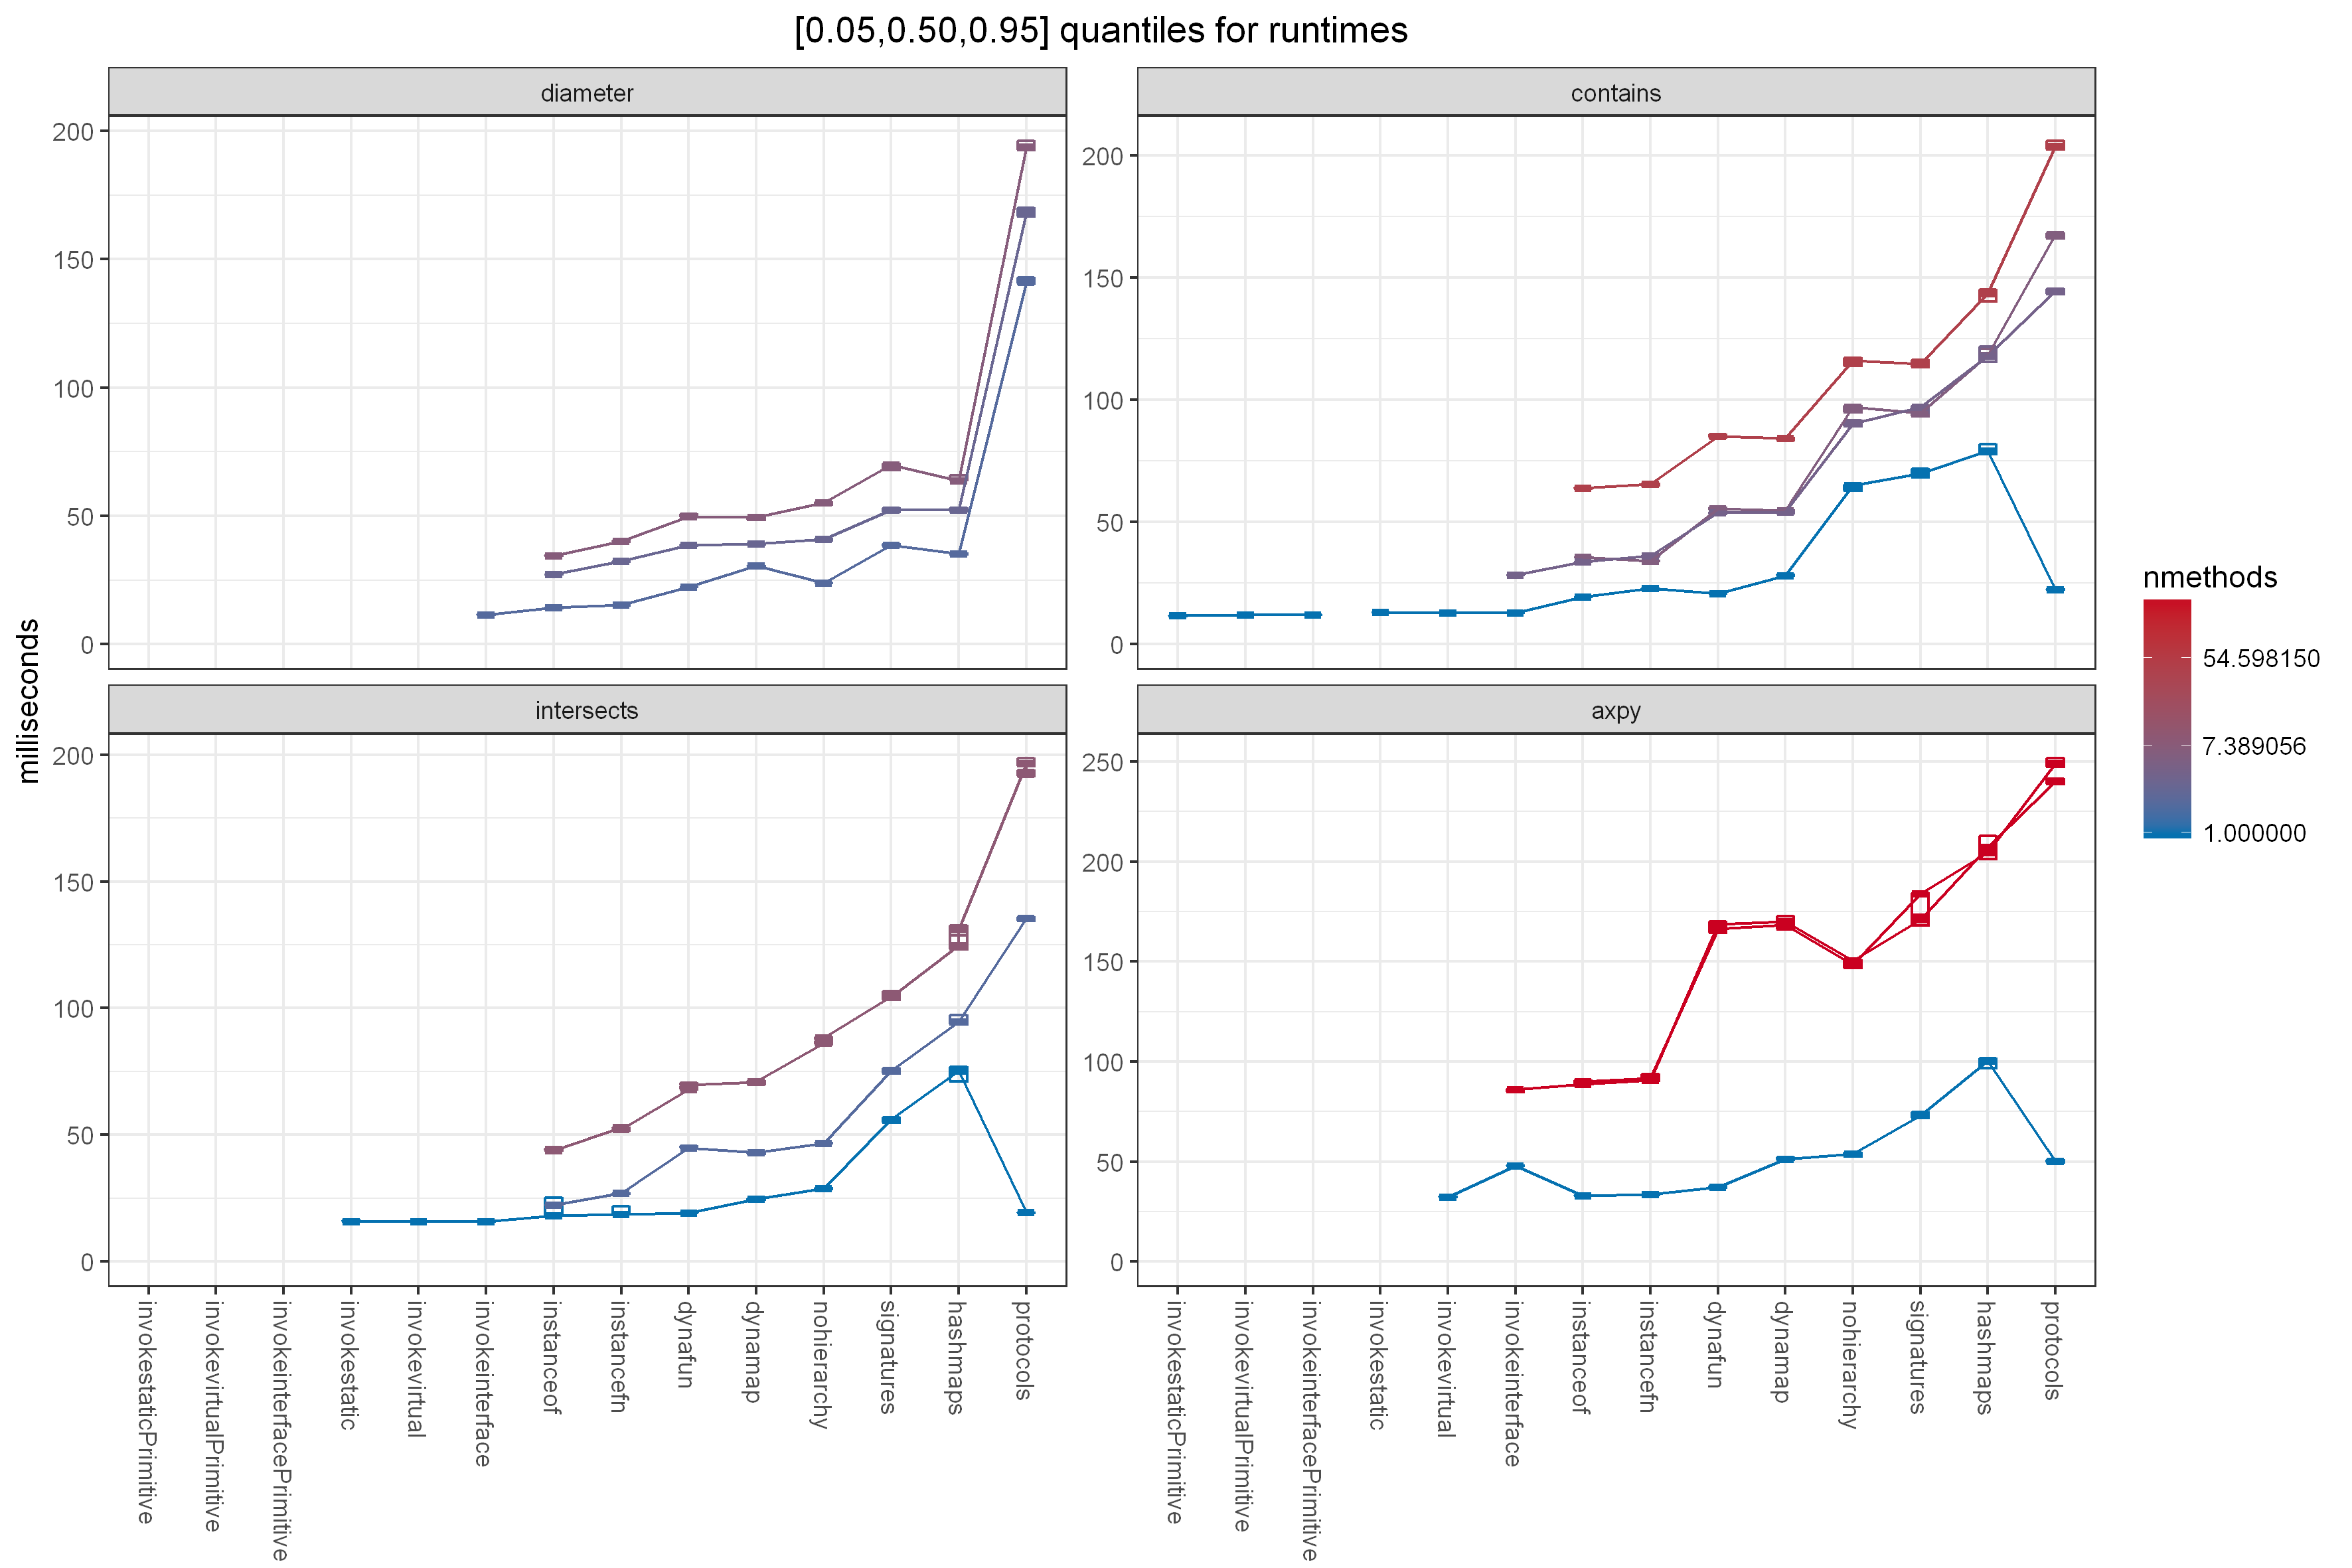 [0.05,0.50,0.95] quantiles for runtimes
diameter
contains
200
150
100
50
0
200
150
100
50
0
milliseconds
intersects
axpy
200
150
100
50
0
250
200
150
100
50
0
nmethods
54.598150
7.389056
1.000000
invokestaticPrimitive
invokevirtualPrimitive
invokeinterfacePrimitive
invokestatic
invokevirtual
invokeinterface
instanceof
instancefn
dynafun
dynamap
nohierarchy
signatures
hashmaps
protocols
invokestaticPrimitive
invokevirtualPrimitive
invokeinterfacePrimitive
invokestatic
invokevirtual
invokeinterface
instanceof
instancefn
dynafun
dynamap
nohierarchy
signatures
hashmaps
protocols